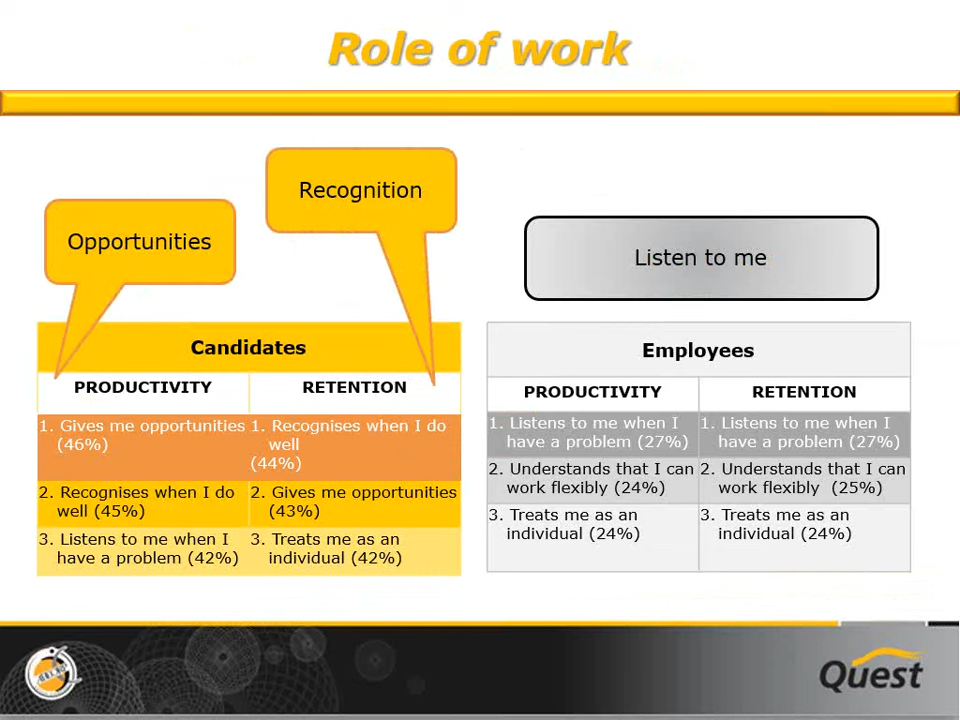 Role of work
Opportunities
Recognition
Listen to me
Candidates
PRODUCTIVITY
RETENTION
1. Gives me opportunities
(46%)
1. Recognises when I do
well
(44%)
2. Recognises when I do
well (45%)
2. Gives me opportunities
(43%)
3. Listens to me when I
have a problem (42%)
3. Treats me as an
individual (42%)
Employees
PRODUCTIVITY
RETENTION
1. Listens to me when I
have a problem (27%)
1. Listens to me when I
have a problem (27%)
2. Understands that I can
work flexibly (24%)
2. Understands that I can
work flexibly (25%)
3. Treats me as an
individual (24%)
3. Treats me as an
individual (24%)
Quest